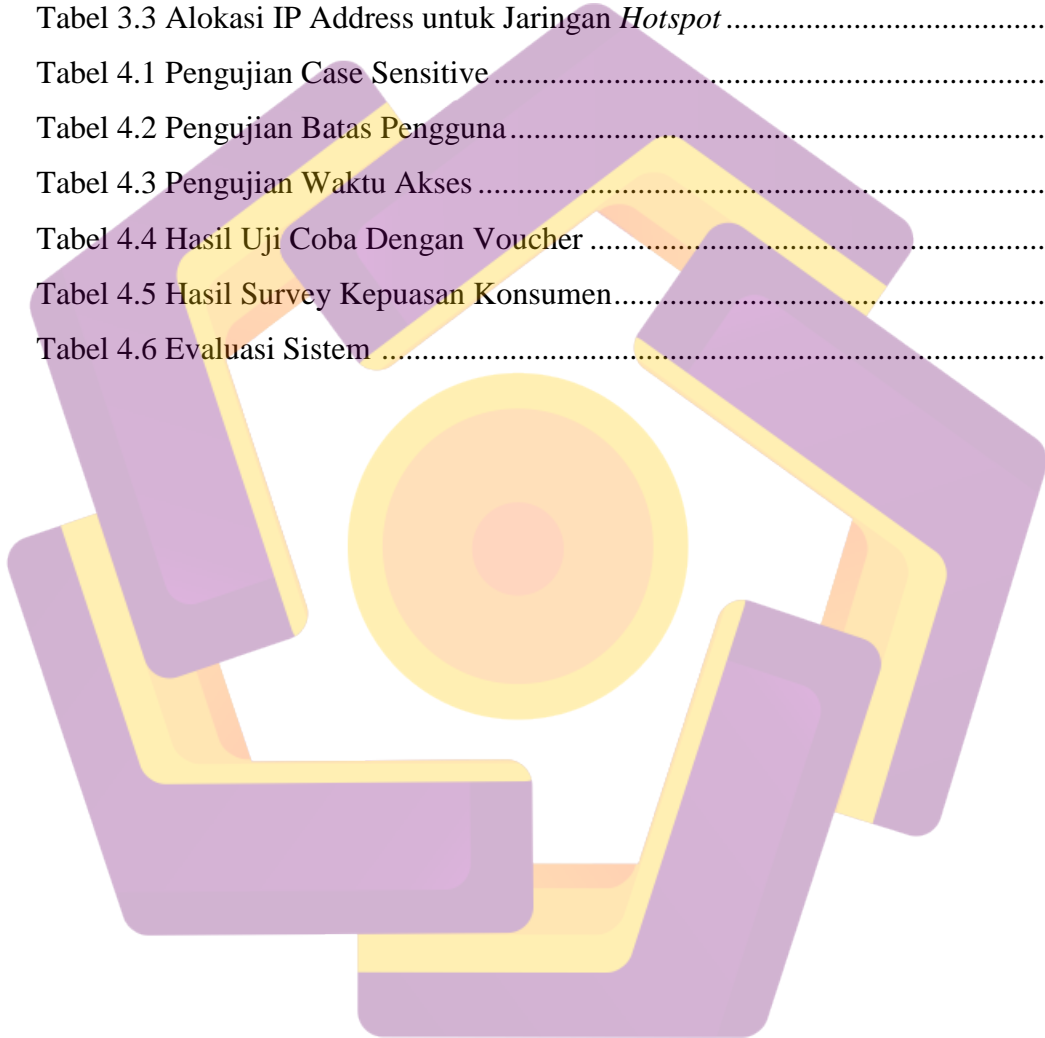 Tabel 3.3 Alokasi IP Address untuk Jaringan Hotspot ........................................
Tabel 4.1 Pengujian Case Sensitive .....................................................................
Tabel 4.2 Pengujian Batas Pengguna ...................................................................
Tabel 4.3 Pengujian Waktu Akses .......................................................................
Tabel 4.4 Hasil Uji Coba Dengan Voucher .........................................................
Tabel 4.5 Hasil Survey Kepuasan Konsumen......................................................
Tabel 4.6 Evaluasi Sistem ...................................................................................